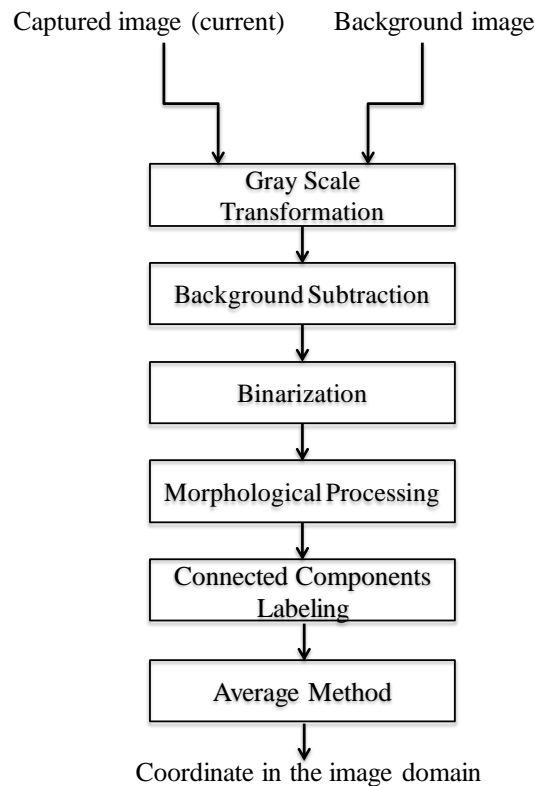 Captured image (current)
Background image
Gray Scale
Transformation
Background Subtraction
Binarization
Morphological Processing
Connected Components
Labeling
Average Method
Coordinate in the image domain